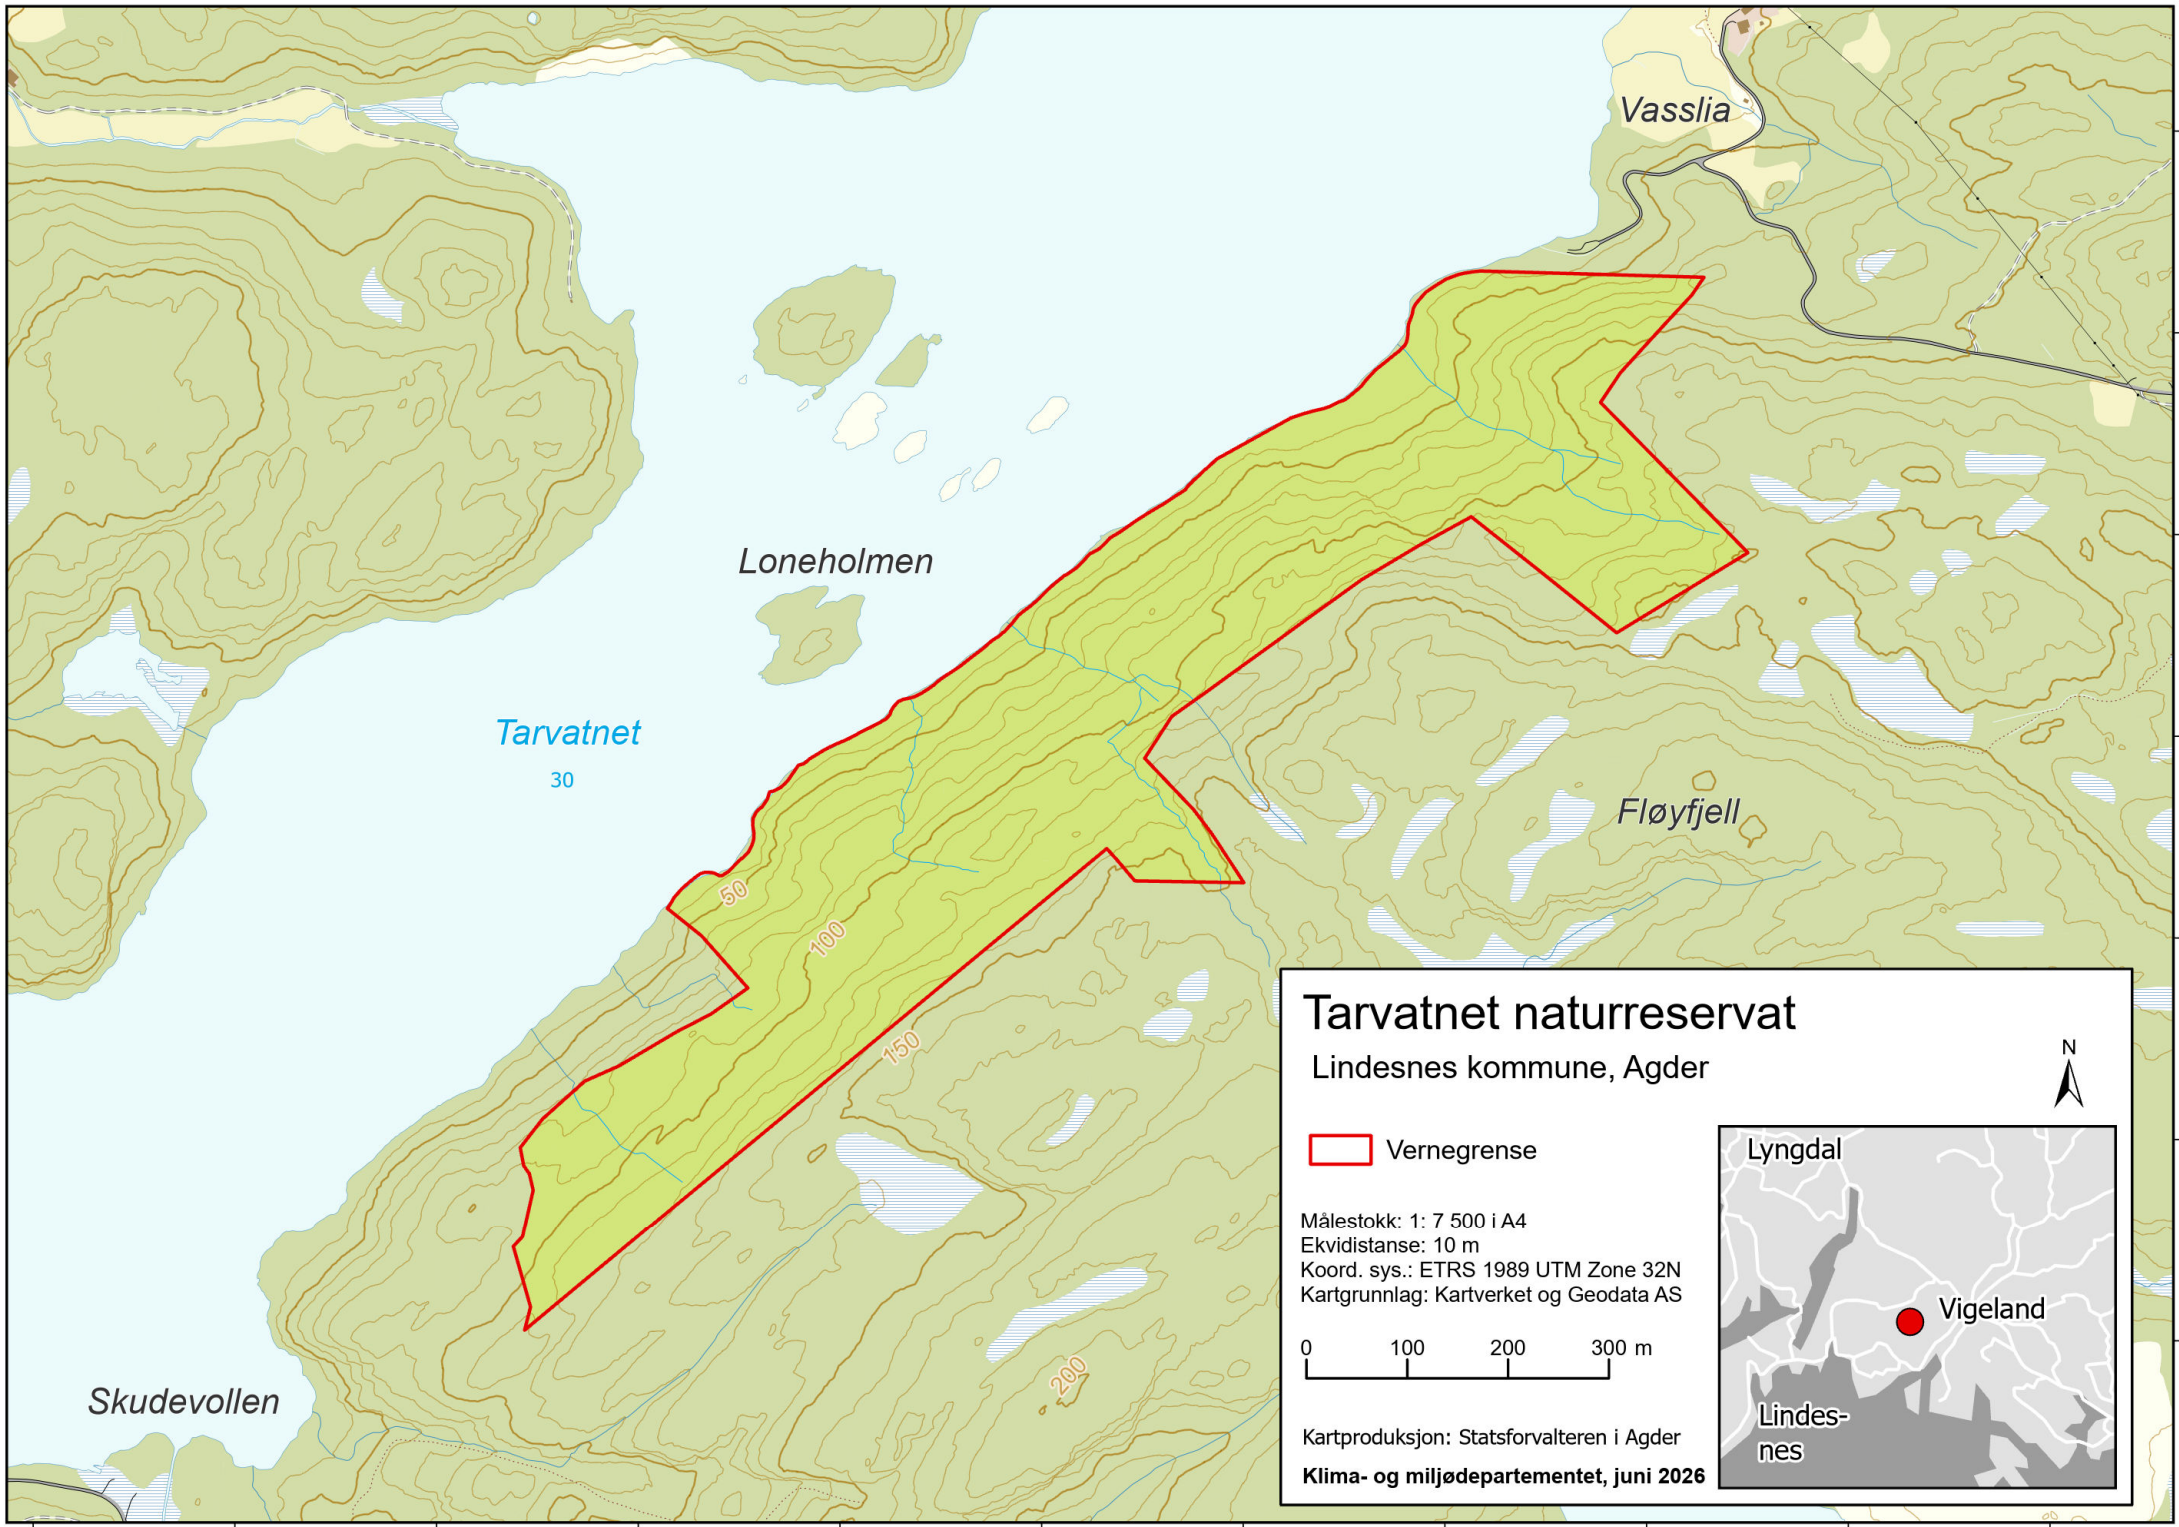 Vasslia
Loneholmen
Tarvatnet
30
Fløyfjell
50
100
150
200
Skudevollen
Tarvatnet naturreservat
Lindesnes kommune, Agder
N
Vernegrense
Målestokk: 1: 7 500 i A4
Ekvidistanse: 10 m
Koord. sys.: ETRS 1989 UTM Zone 32N
Kartgrunnlag: Kartverket og Geodata AS
0 100 200 300 m
Kartproduksjon: Statsforvalteren i Agder
Klima- og miljødepartementet, juni 2026
Lyngdal
Vigeland
Lindes-
nes